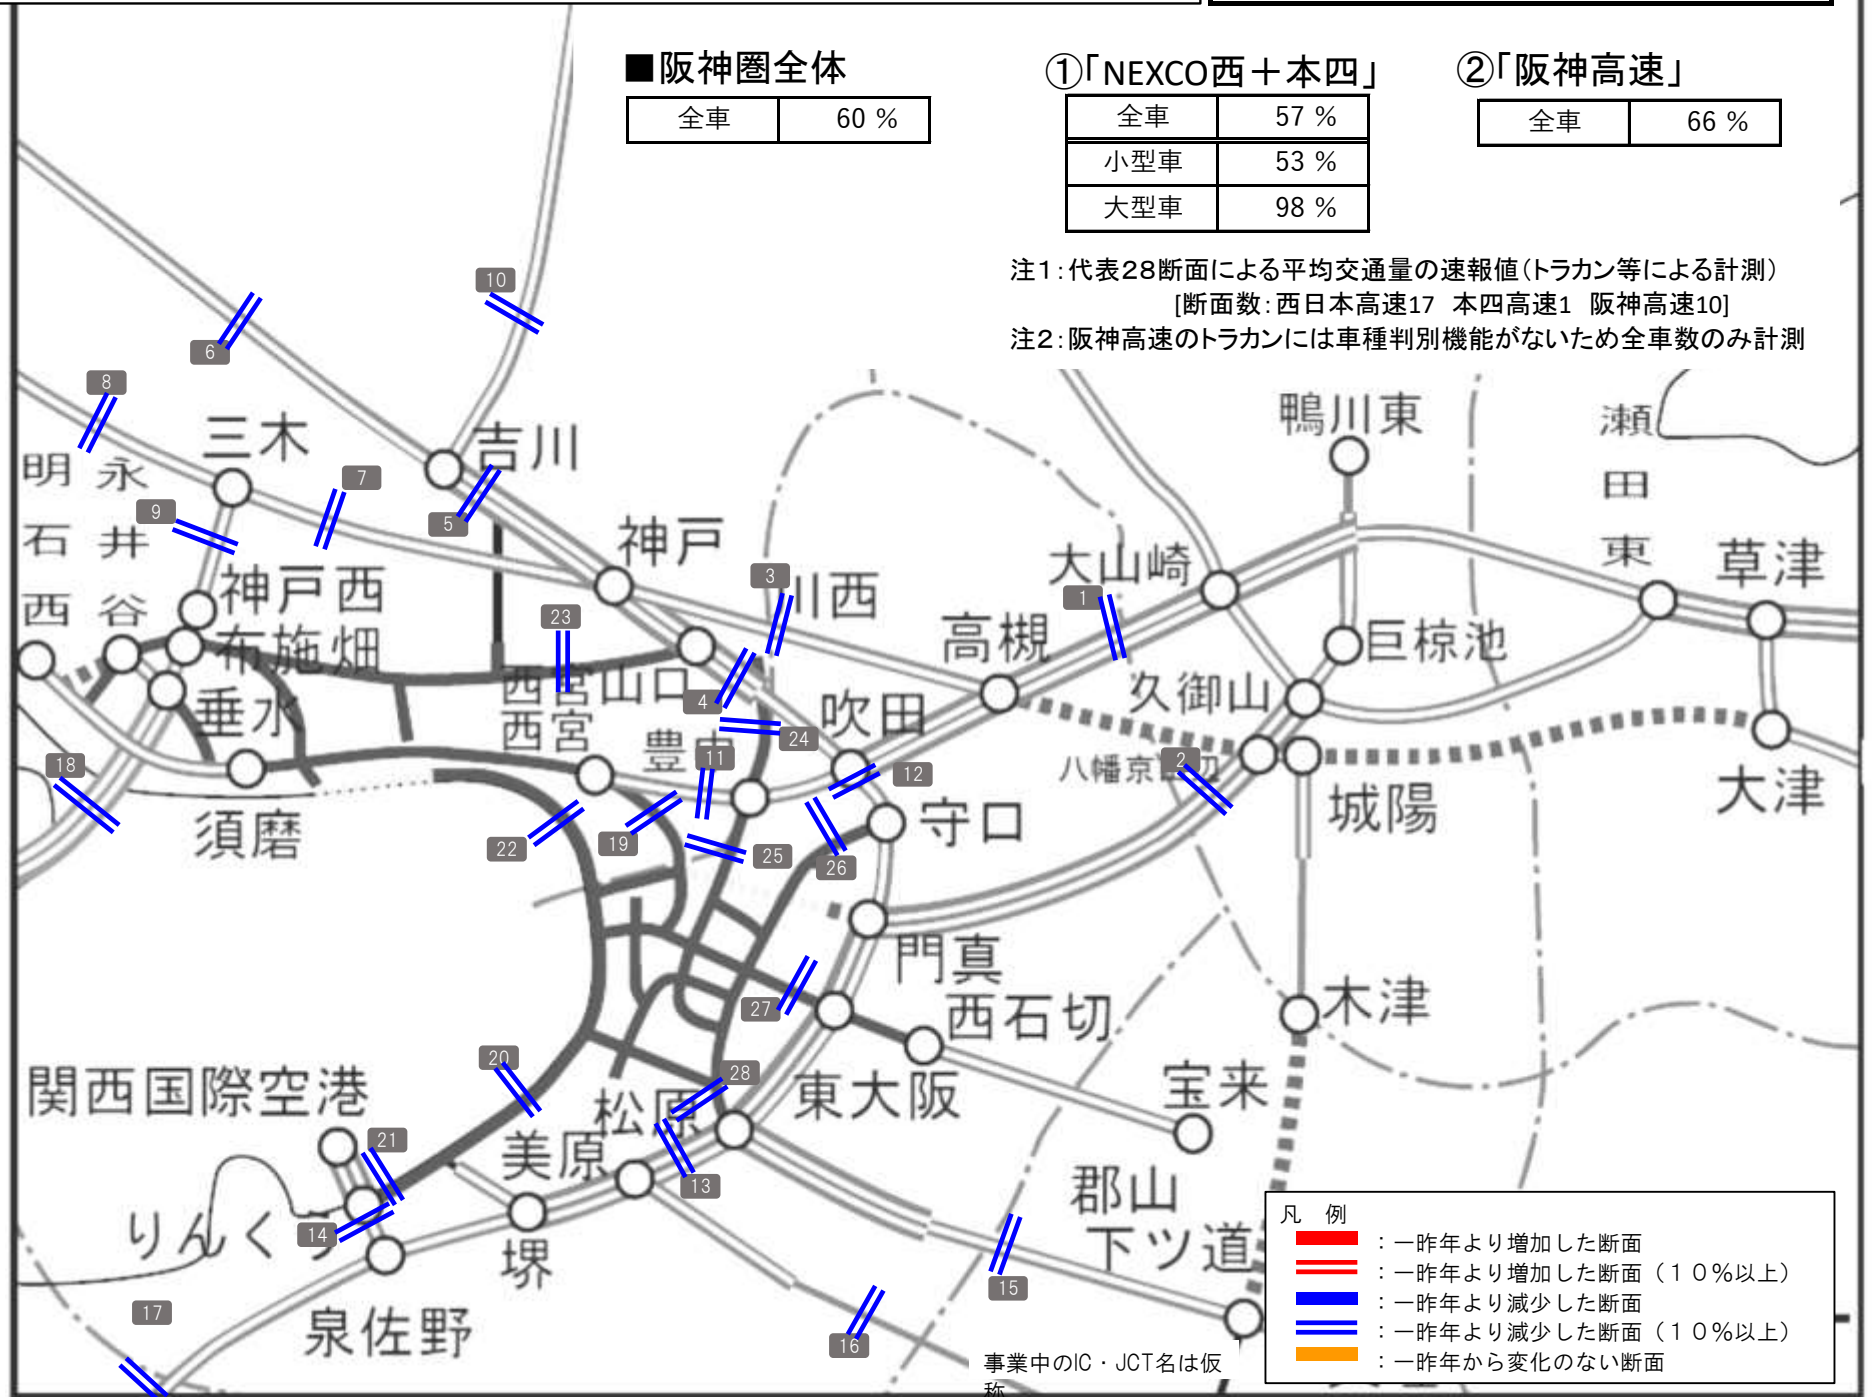 ■阪神圏全体
全車 60 %
①「NEXCO西＋本四」
全車 57 %
小型車 53 %
大型車 98 %
②「阪神高速」
全車 66 %
注1：代表28断面による平均交通量の速報値（トラカン等による計測）
[断面数：西日本高速17 本四高速1 阪神高速10]
注2：阪神高速のトラカンには車種判別機能がないため全車数のみ計測
10
6
8
三木
吉川
鴨川東
瀬田東
明石西
永井谷
7
9
5
神戸
大山崎
草津
3
川西
1
神戸西
23
高槻
布施畑
巨椋池
西宮山口
4
久御山
垂水
西宮
吹田
24
豊中
11
18
12
八幡京田辺
2
大津
須磨
守口
城陽
22
19
25
26
門真
27
西石切
木津
20
関西国際空港
28
松原
東大阪
宝来
21
美原
13
郡山下ツ道
りんくう
14
堺
15
17
泉佐野
16
事業中のIC・JCT名は仮
称
凡 例
：一昨年より増加した断面
：一昨年より増加した断面（１０％以上）
：一昨年より減少した断面
：一昨年より減少した断面（１０％以上）
：一昨年から変化のない断面